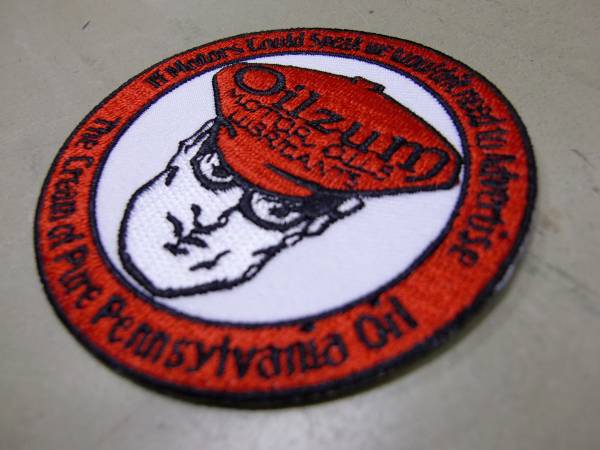 If Motors Could Speak we wouldn't need to Advertise
Oilzum
MOTOR OILS
LUBRICANTS
The Cream of Pure Pennsylvania Oil